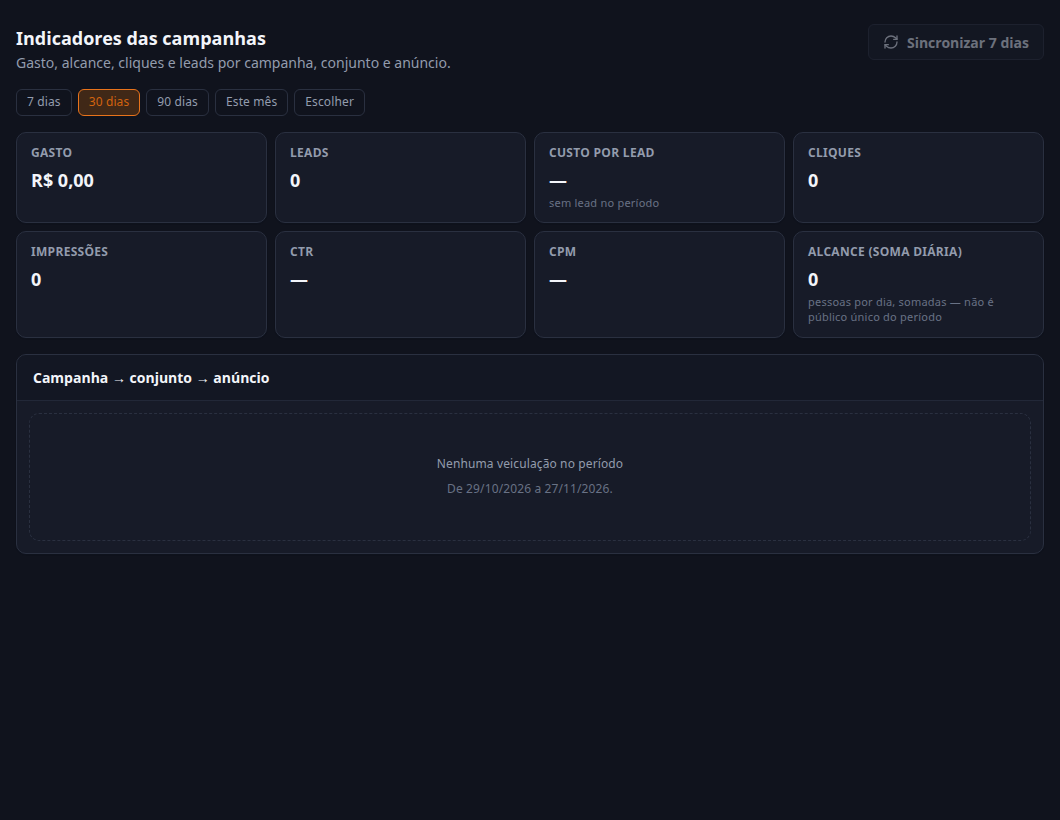 Indicadores das campanhas
Gasto, alcance, cliques e leads por campanha, conjunto e anúncio.
Sincronizar 7 dias
7 dias
30 dias
90 dias
Este mês
Escolher
GASTO
R$ 0,00
LEADS
0
CUSTO POR LEAD
—
sem lead no período
CLIQUES
0
IMPRESSÕES
0
CTR
—
CPM
—
ALCANCE (SOMA DIÁRIA)
0
pessoas por dia, somadas — não é
público único do período
Campanha → conjunto → anúncio
Nenhuma veiculação no período
De 29/10/2026 a 27/11/2026.